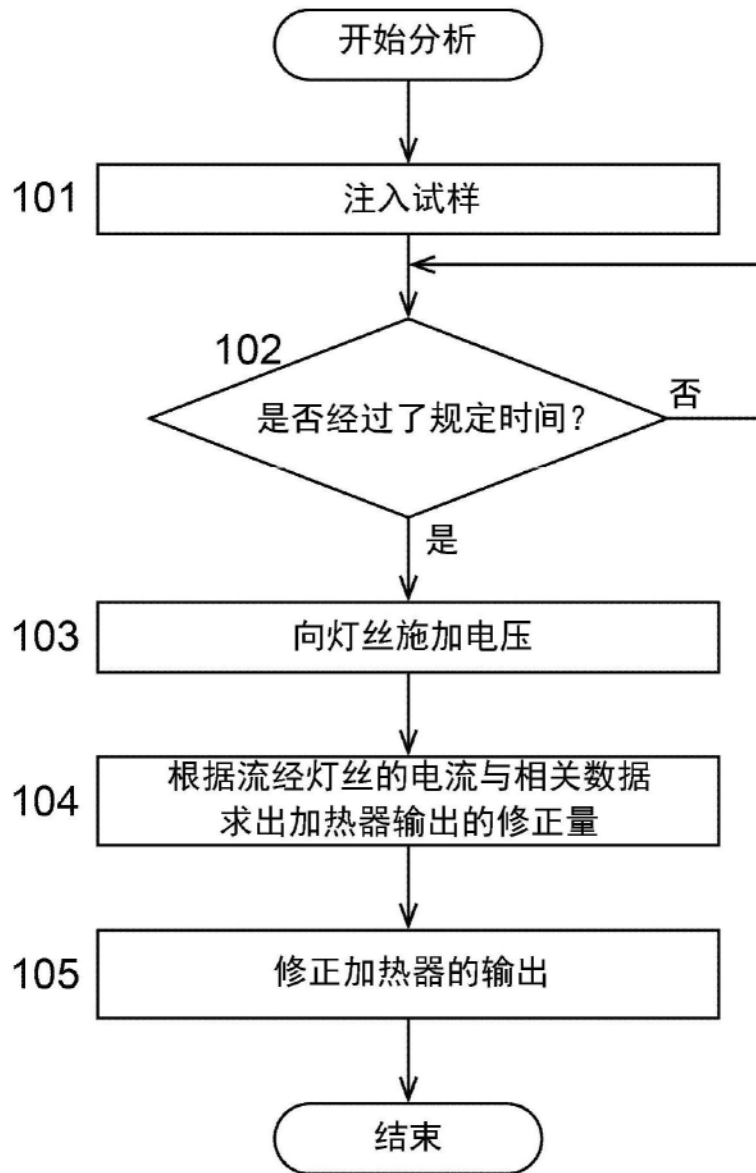 开始分析
101
注入试样
102
是否经过了规定时间?
否
是
103
向灯丝施加电压
104
根据流经灯丝的电流与相关数据
求出加热器输出的修正量
105
修正加热器的输出
结束